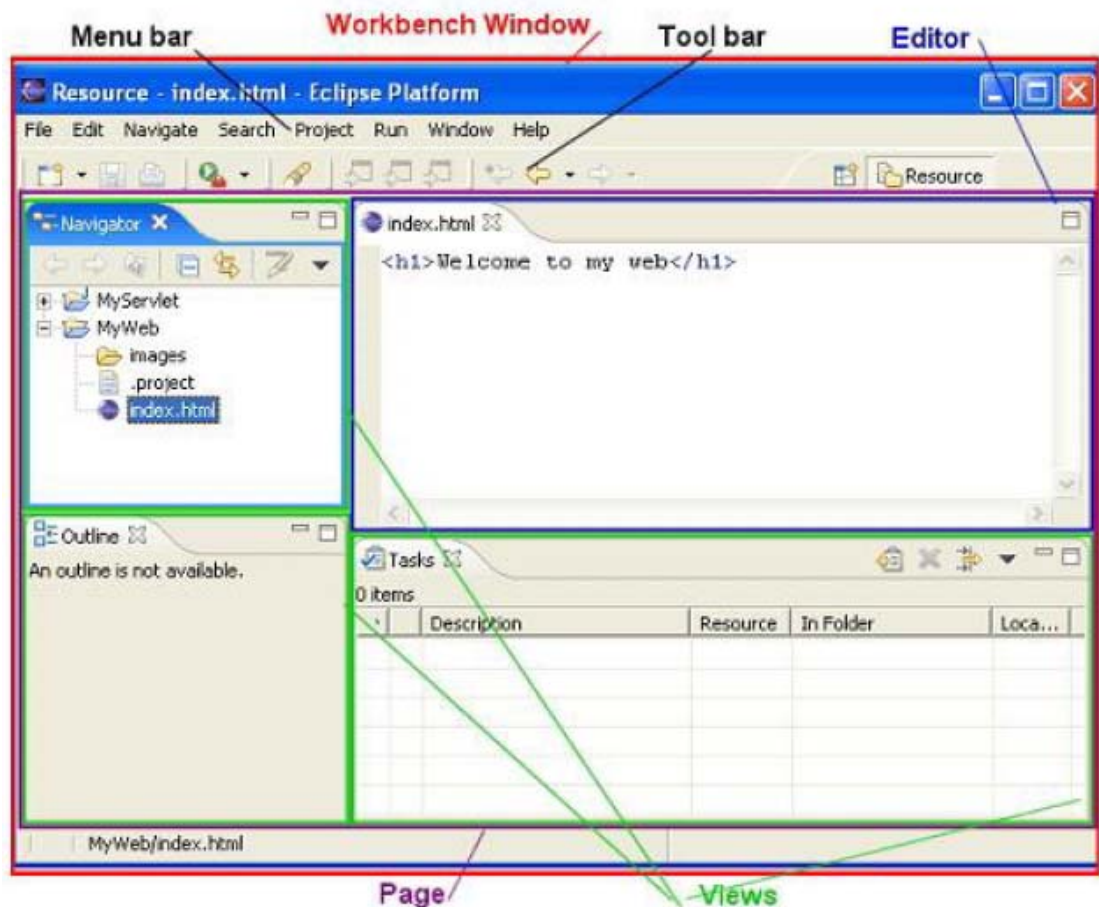 Menu bar
Workbench Window
Tool bar
Editor
Resource - index.html - Eclipse Platform
File Edit Navigate Search Project Run Window Help
Resource
Navigator
index.html
<h1>Welcome to my web</h1>
MyServlet
MyWeb
images
.project
index.html
Outline
An outline is not available.
Tasks
0 items
Description Resource In Folder Loca...
MyWeb/index.html
Page
Views